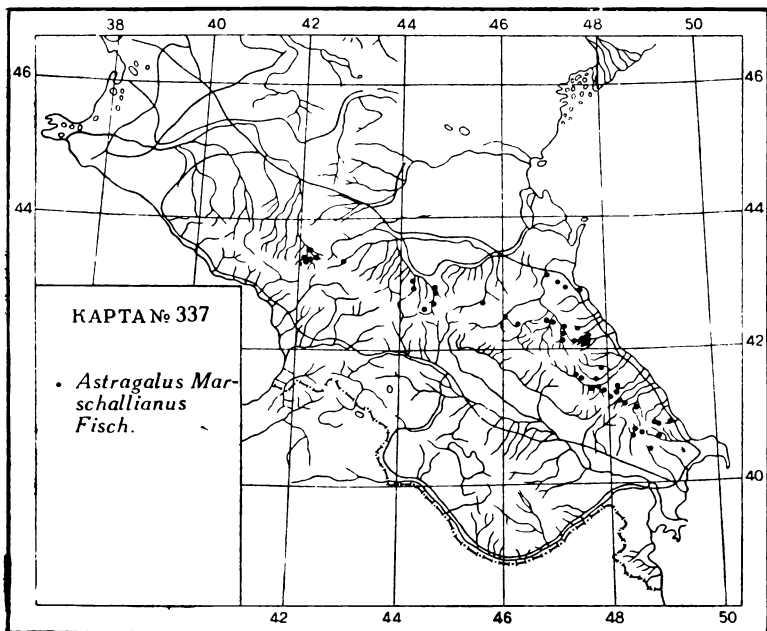 38 40 42 44 46 48 50
46 46
44 44
КАРТА № 337
42
• Astragalus Mar-
schallianus
Fisch.
40
42 44 46 48 50